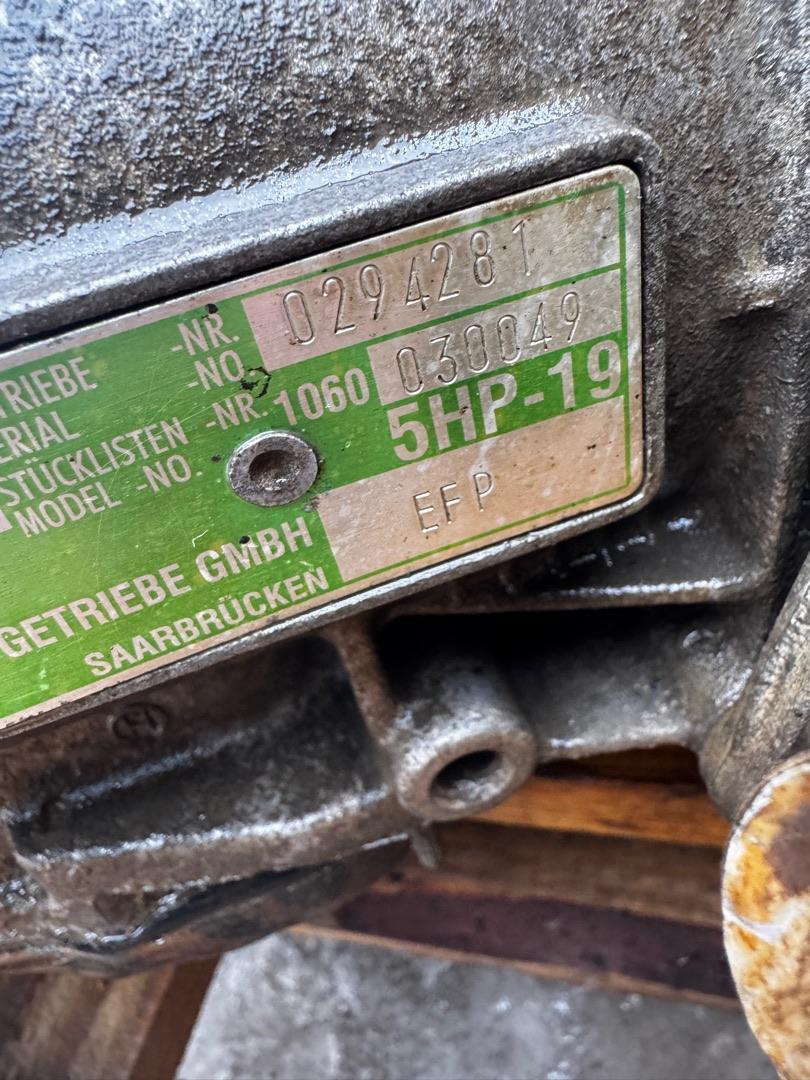 TRIEBE -NR. 0294281
ERIAL -NO.
STÜCKLISTEN -NR. 1060 030049
MODEL -NO. 5HP-19
EFP
GETRIEBE GMBH
SAARBRÜCKEN